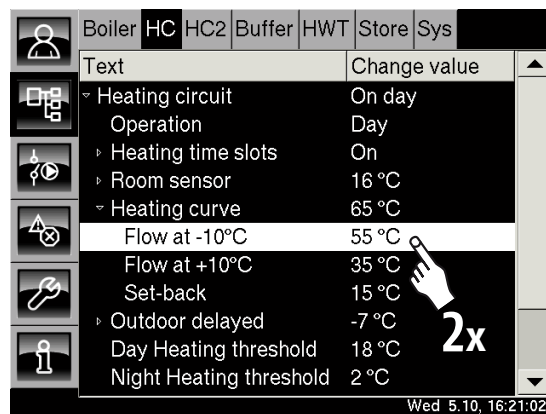 Boiler HC HC2 Buffer HWT Store Sys
Text Change value
Heating circuit On day
Operation Day
Heating time slots On
Room sensor 16 °C
Heating curve 65 °C
Flow at -10°C 55 °C
Flow at +10°C 35 °C
Set-back 15 °C
Outdoor delayed -7 °C
Day Heating threshold 18 °C
Night Heating threshold 2 °C
2x
Wed 5.10, 16:21:02